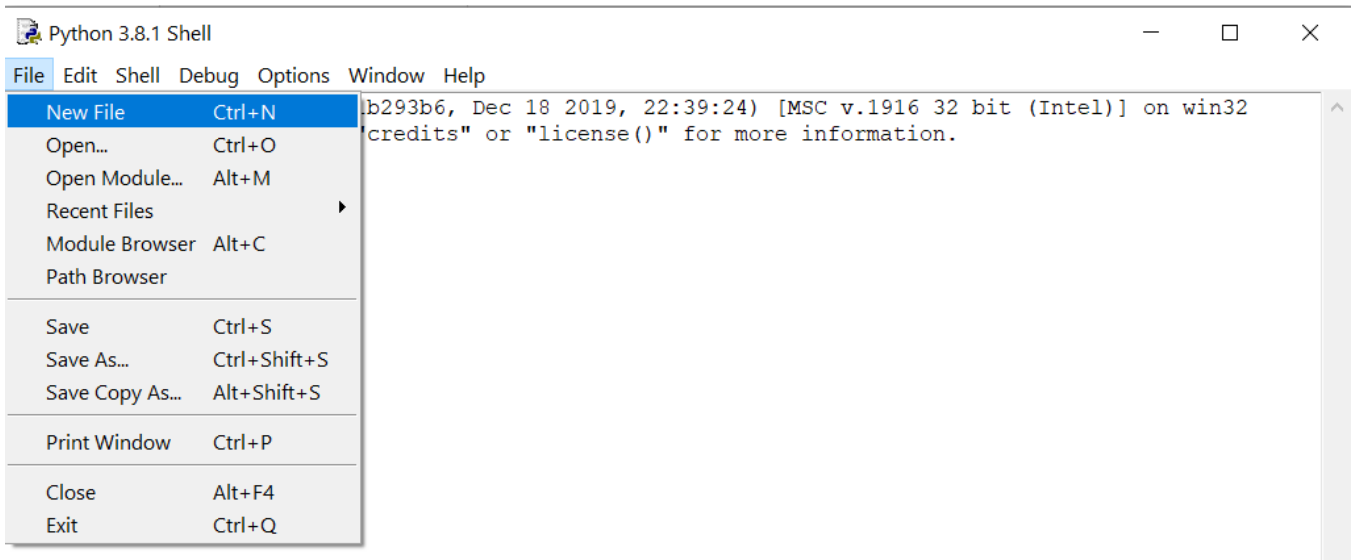 Python 3.8.1 Shell
File Edit Shell Debug Options Window Help
New File Ctrl+N
Open... Ctrl+O
Open Module... Alt+M
Recent Files
Module Browser Alt+C
Path Browser
Save Ctrl+S
Save As... Ctrl+Shift+S
Save Copy As... Alt+Shift+S
Print Window Ctrl+P
Close Alt+F4
Exit Ctrl+Q
b293b6, Dec 18 2019, 22:39:24) [MSC v.1916 32 bit (Intel)] on win32
"credits" or "license()" for more information.